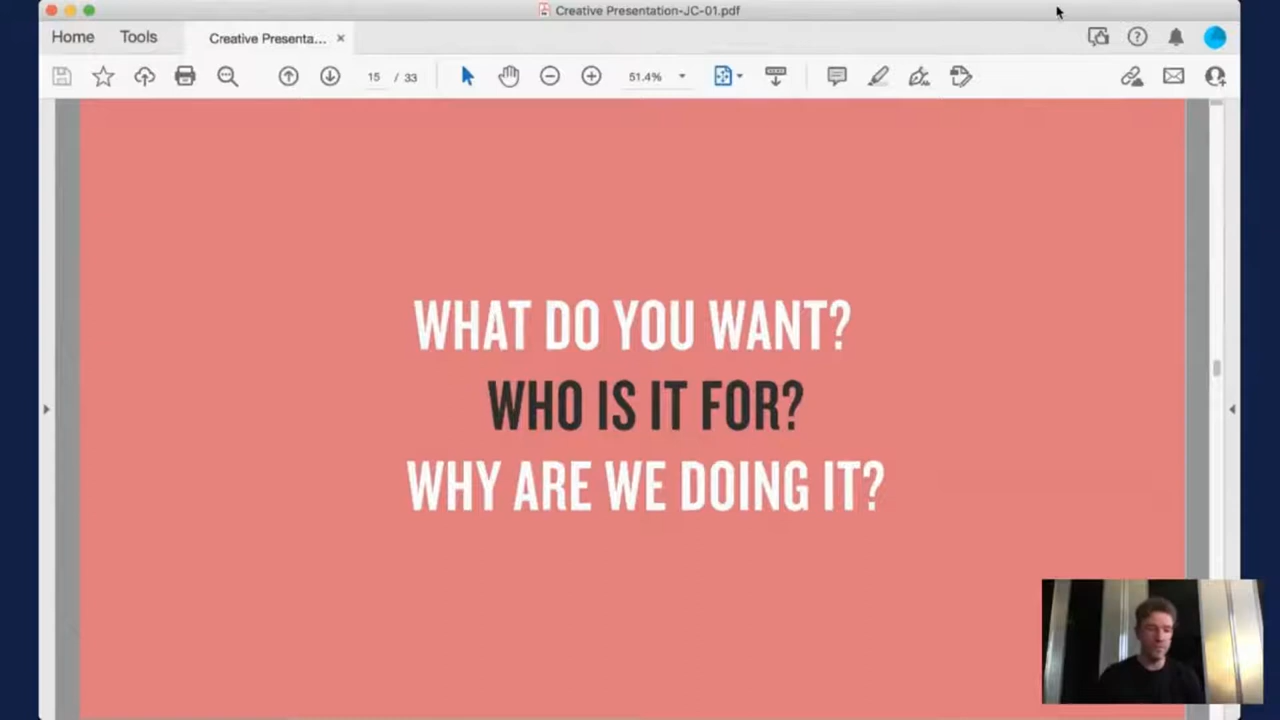 Creative Presentation-JC-01.pdf
Home Tools Creative Presenta...
15 / 33 51.4%
WHAT DO YOU WANT?
WHO IS IT FOR?
WHY ARE WE DOING IT?